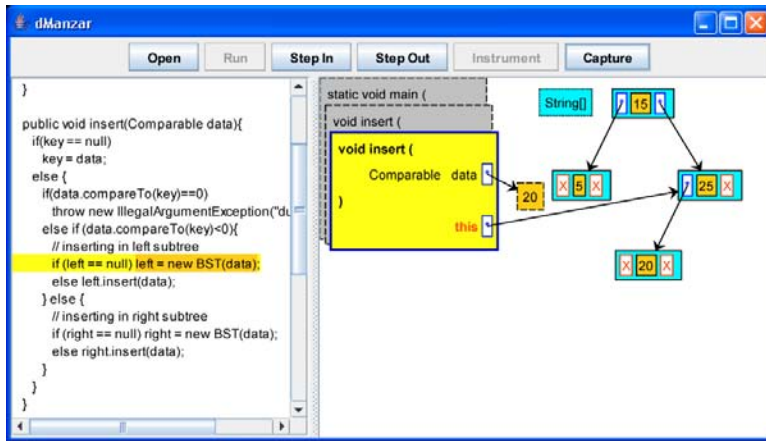 dManzar
Open Run Step In Step Out Instrument Capture
}
public void insert(Comparable data){
if(key == null)
key = data;
else {
if(data.compareTo(key)==0)
throw new IllegalArgumentException("du
else if (data.compareTo(key)<0){
// inserting in left subtree
if (left == null) left = new BST(data);
else left.insert(data);
} else {
// inserting in right subtree
if (right == null) right = new BST(data);
else right.insert(data);
}
}
}
static void main (
void insert (
void insert (
Comparable data
)
this
20
String[]
15
X 5 X
25 X
X 20 X